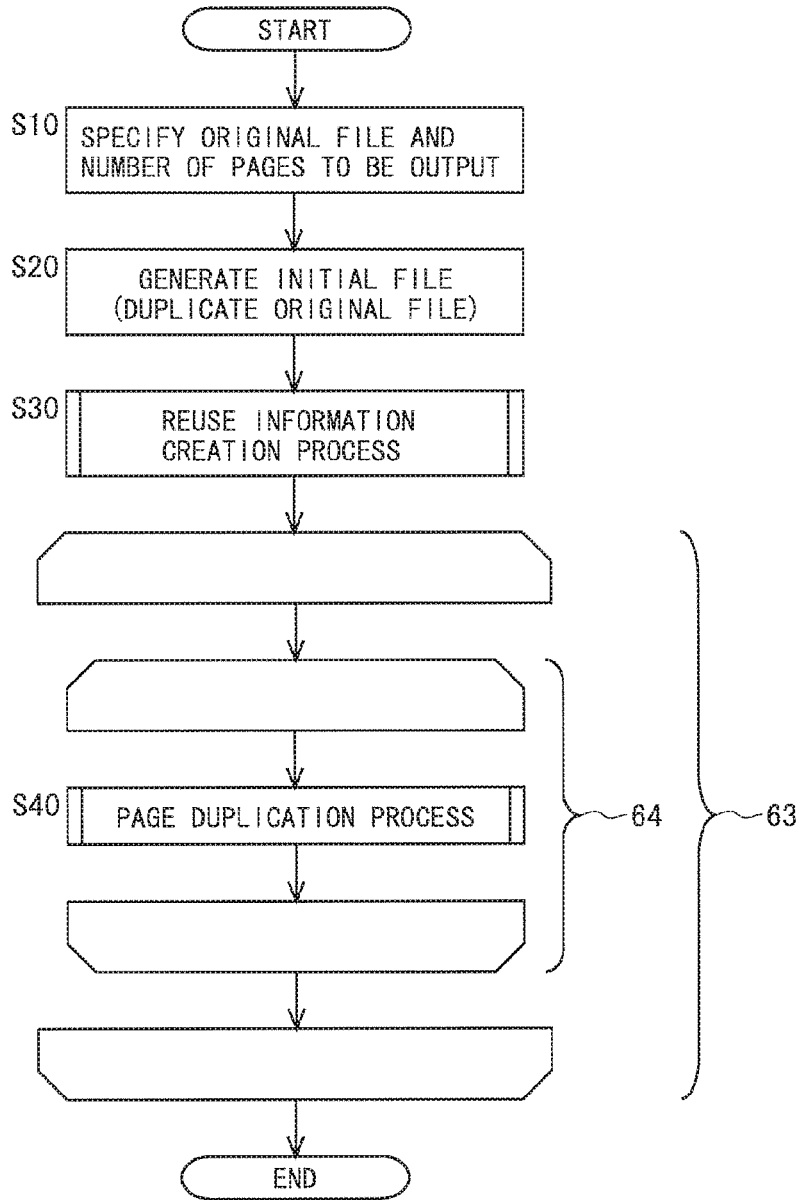 START
S10
SPECIFY ORIGINAL FILE AND
NUMBER OF PAGES TO BE OUTPUT
S20
GENERATE INITIAL FILE
(DUPLICATE ORIGINAL FILE)
S30
REUSE INFORMATION
CREATION PROCESS
S40
PAGE DUPLICATION PROCESS
64
63
END